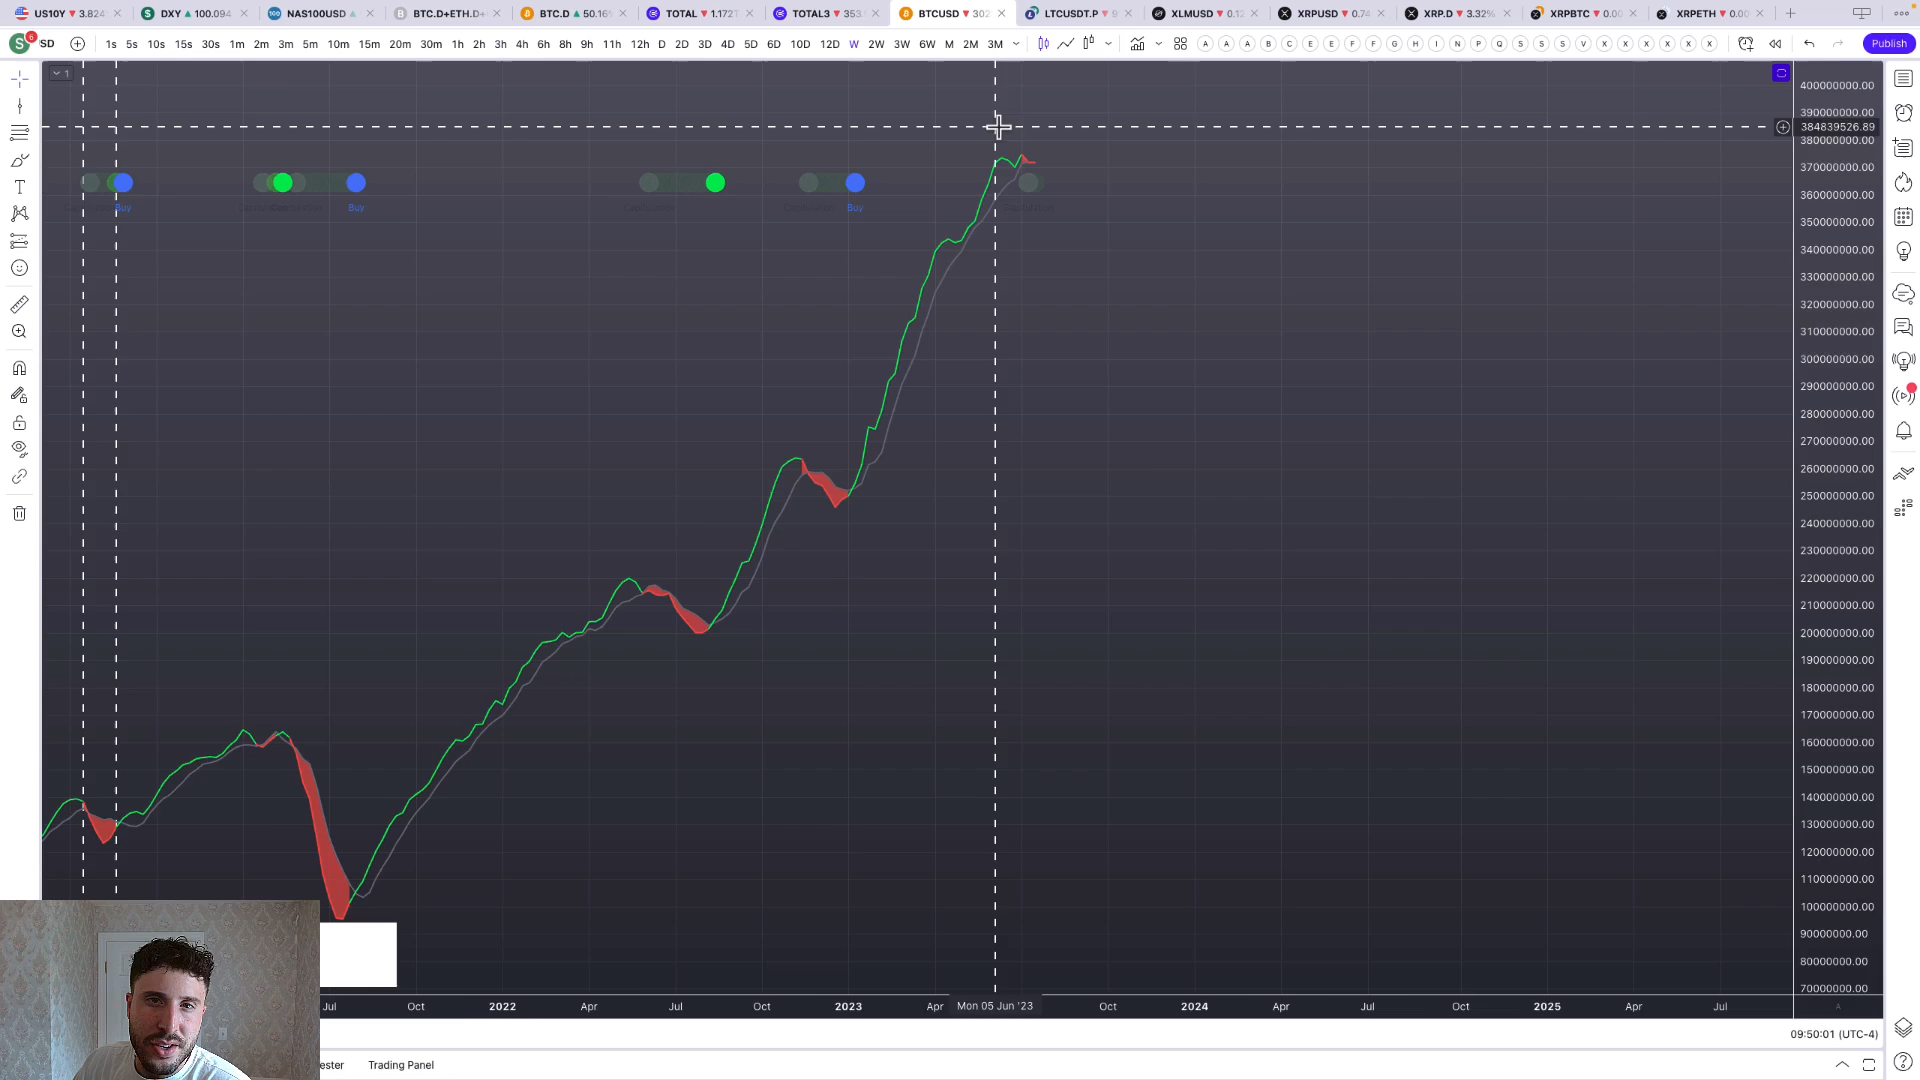 US10Y 3.824
DXY 100.094
NAS100USD
BTC.D+ETH.D
BTC.D 50.16%
TOTAL 1.172T
TOTAL3 353.
BTCUSD 302
LTCUSDT.P 9
XLMUSD 0.12
XRPUSD 0.74
XRP.D 3.32%
XRPBTC 0.00
XRPETH 0.00
S 6 SD
1s 5s 10s 15s 30s 1m 2m 3m 5m 10m 15m 20m 30m 1h 2h 3h 4h 6h 8h 9h 11h 12h D 2D 3D 4D 5D 6D 10D 12D W 2W 3W 6W M 2M 3M
A A A B C E E F F G H I N P Q S S S V X X X X X X
Publish
1
400000000.00
390000000.00
384839526.89
380000000.00
370000000.00
360000000.00
350000000.00
340000000.00
330000000.00
320000000.00
310000000.00
300000000.00
290000000.00
280000000.00
270000000.00
260000000.00
250000000.00
240000000.00
230000000.00
220000000.00
210000000.00
200000000.00
190000000.00
180000000.00
170000000.00
160000000.00
150000000.00
140000000.00
130000000.00
120000000.00
110000000.00
100000000.00
90000000.00
80000000.00
70000000.00
Buy
Buy
Buy
Jul Oct 2022 Apr Jul Oct 2023 Apr Mon 05 Jun '23 Oct 2024 Apr Jul Oct 2025 Apr Jul A
09:50:01 (UTC-4)
ester Trading Panel